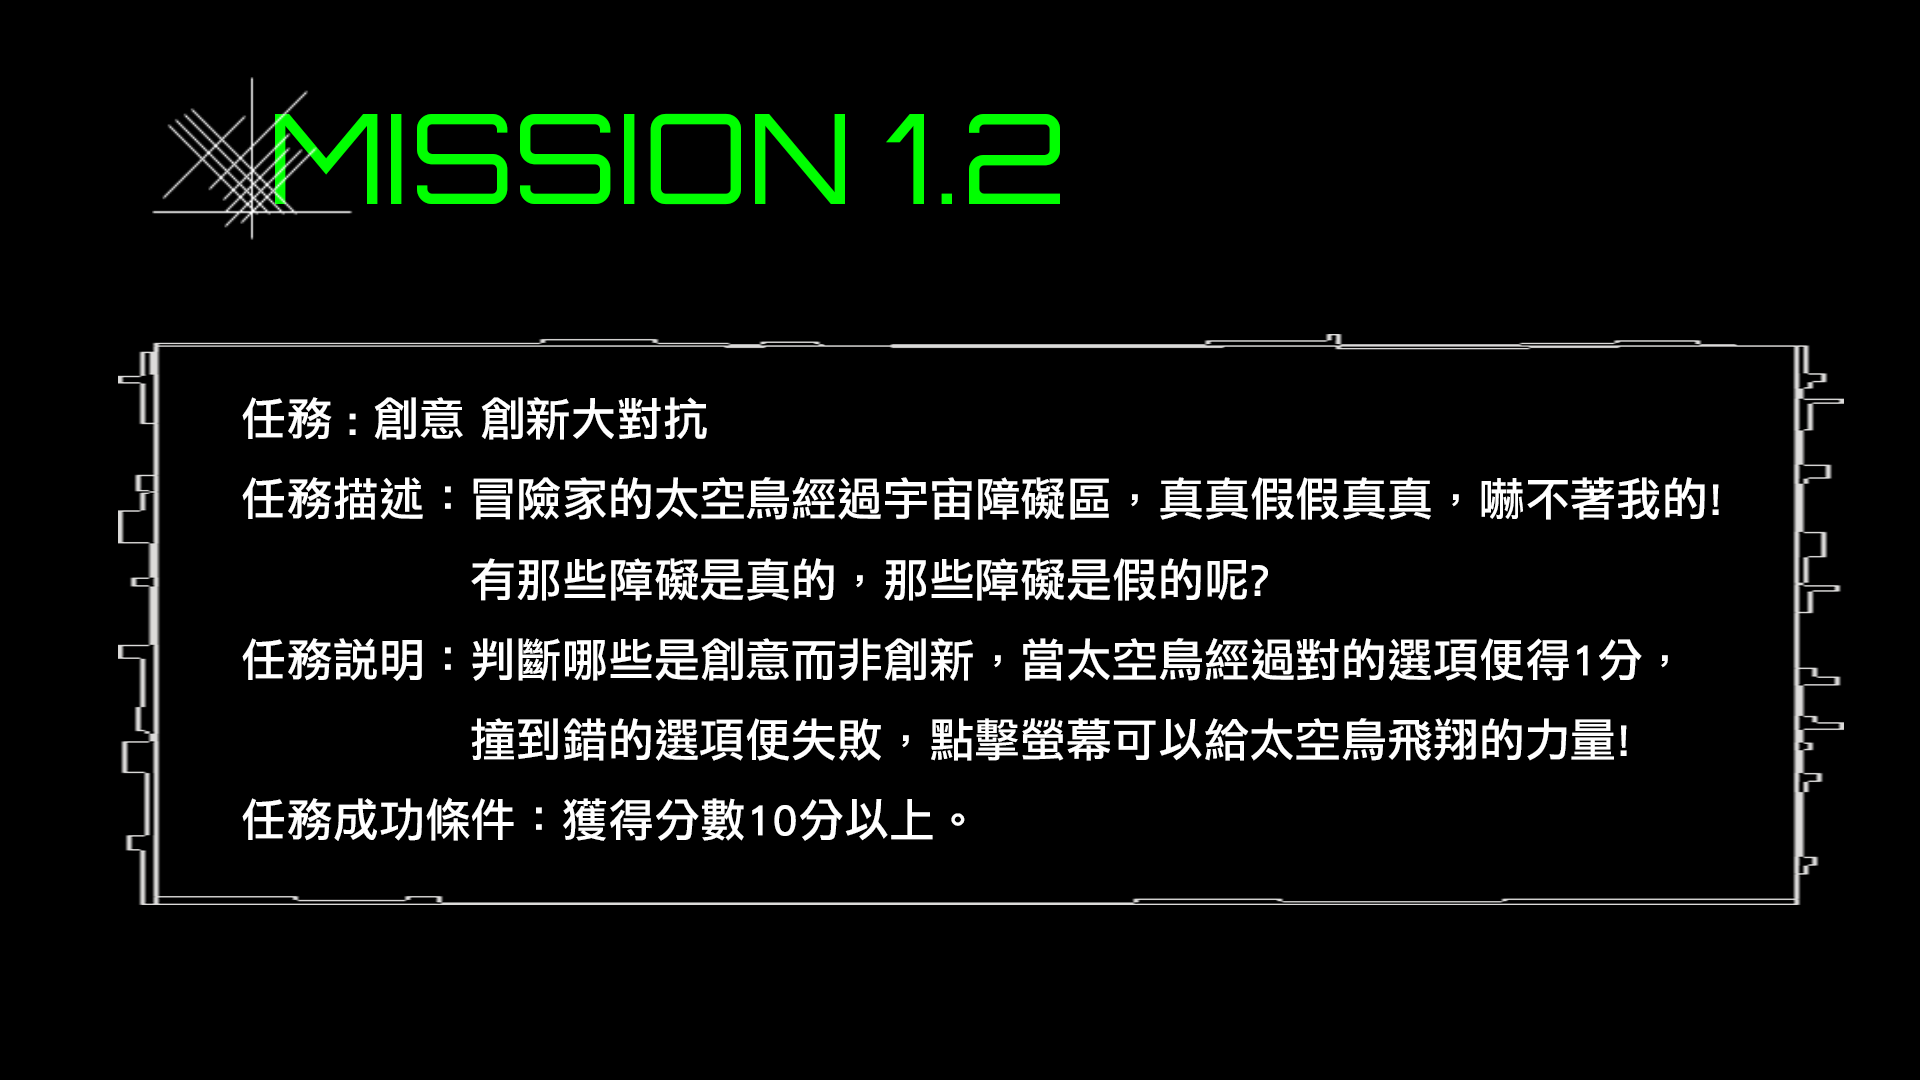 MISSION 1.2
任務 : 創意 創新大對抗
任務描述：冒險家的太空鳥經過宇宙障礙區，真真假假真真，嚇不著我的!
有那些障礙是真的，那些障礙是假的呢?
任務説明：判斷哪些是創意而非創新，當太空鳥經過對的選項便得1分，
撞到錯的選項便失敗，點擊螢幕可以給太空鳥飛翔的力量!
任務成功條件：獲得分數10分以上。